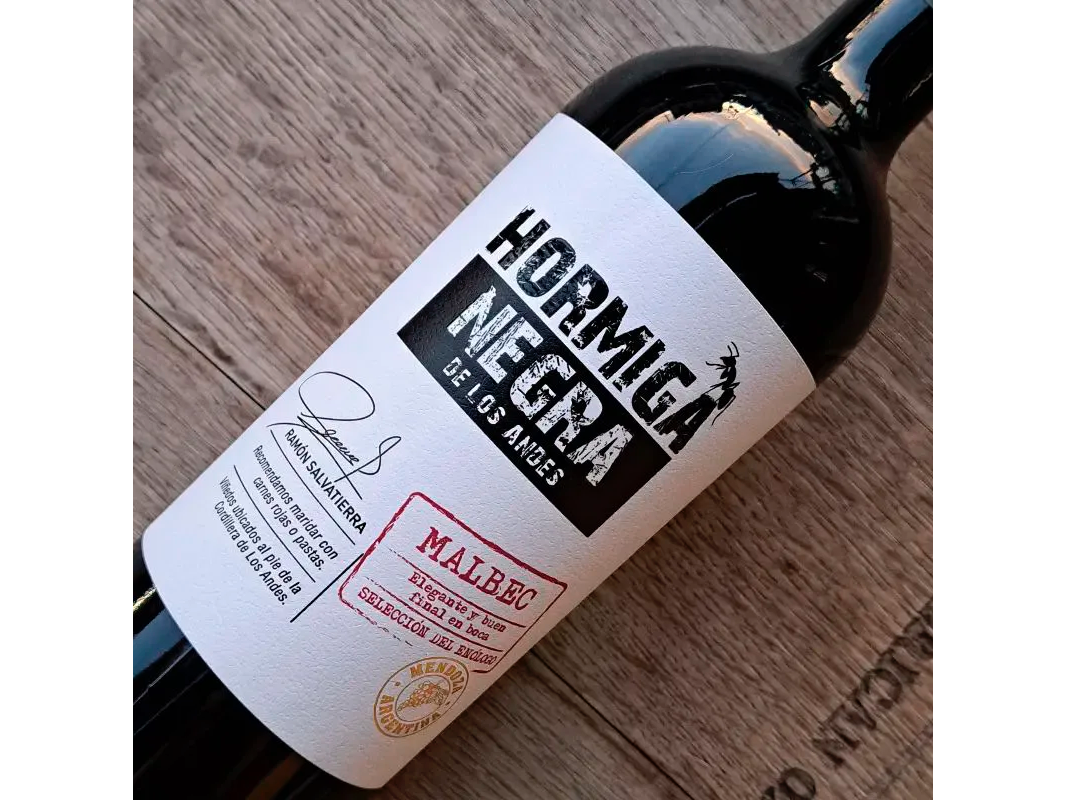 HORMIGA
NEGRA
DE LOS ANDES
RAMÓN SALVATIERRA
Recomendamos maridar con
carnes rojas o pastas.
Viñedos ubicados al pie de la
Cordillera de Los Andes.
MALBEC
Elegante y buen
final en boca
SELECCIÓN DEL ENÓLOGO
MENDOZA
ARGENTINA